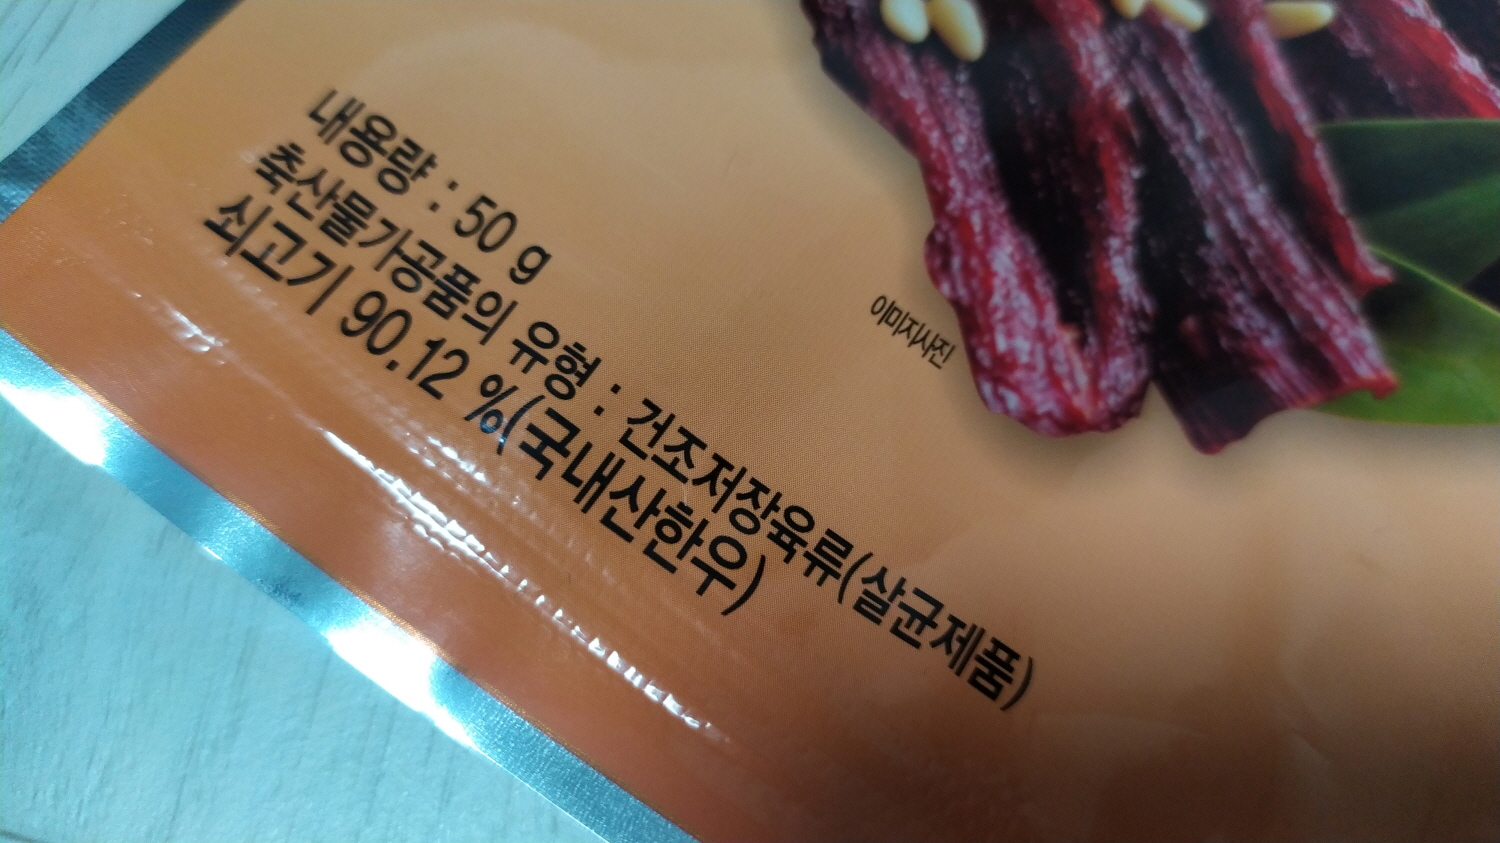 내용량 : 50 g
축산물가공품의 유형 : 건조저장육류(살균제품)
쇠고기 90.12 %(국내산한우)
이미지사진